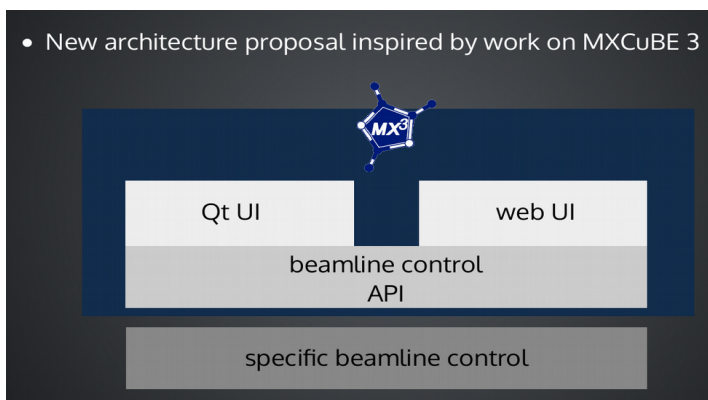 • New architecture proposal inspired by work on MXCuBE 3
MX3
Qt UI
web UI
beamline control
API
specific beamline control